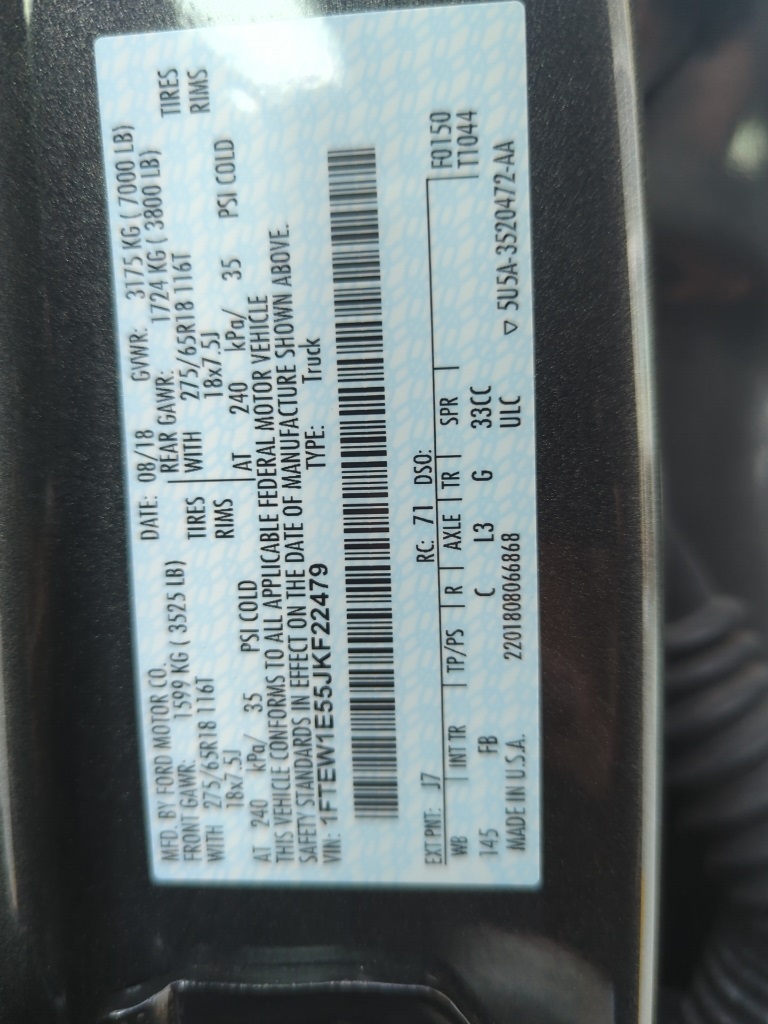 MFD. BY FORD MOTOR CO. DATE: 08/18 GVWR: 3175 KG ( 7000 LB)
FRONT GAWR: 1599 KG ( 3525 LB) REAR GAWR: 1724 KG ( 3800 LB)
WITH 275/65R18 116T TIRES WITH 275/65R18 116T TIRES
18x7.5J RIMS 18x7.5J RIMS
AT 240 kPa/ 35 PSI COLD AT 240 kPa/ 35 PSI COLD
THIS VEHICLE CONFORMS TO ALL APPLICABLE FEDERAL MOTOR VEHICLE
SAFETY STANDARDS IN EFFECT ON THE DATE OF MANUFACTURE SHOWN ABOVE.
VIN: 1FTEW1E55JKF22479 TYPE: Truck
EXT PNT: J7 RC: 71 DSO: F0150
WB INT TR TP/PS R AXLE TR SPR T1044
145 FB C L3 G 33CC
MADE IN U.S.A. 2201808066868 ULC ▽ 5U5A-3520472-AA